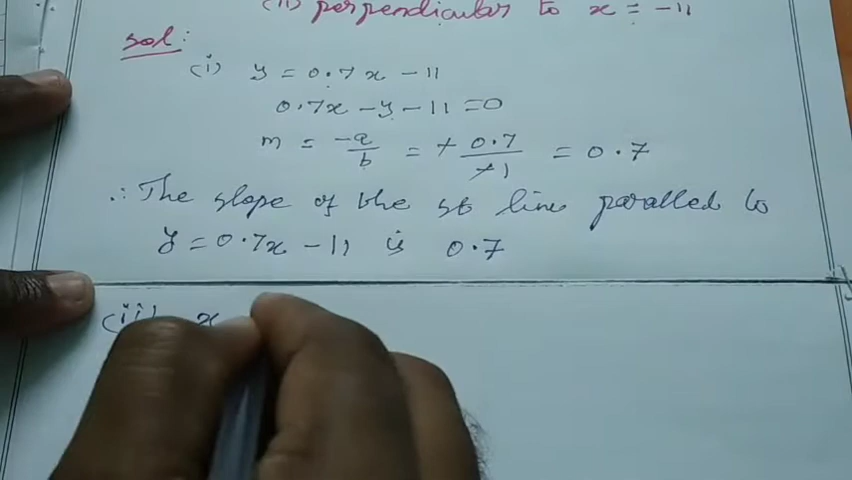 (ii) perpendicular to x = -11
sol:
(i) y = 0.7x - 11
0.7x - y - 11 = 0
m = -a/b = +0.7/+1 = 0.7
∴ The slope of the st line parallel to
y = 0.7x - 11 is 0.7
(ii) x